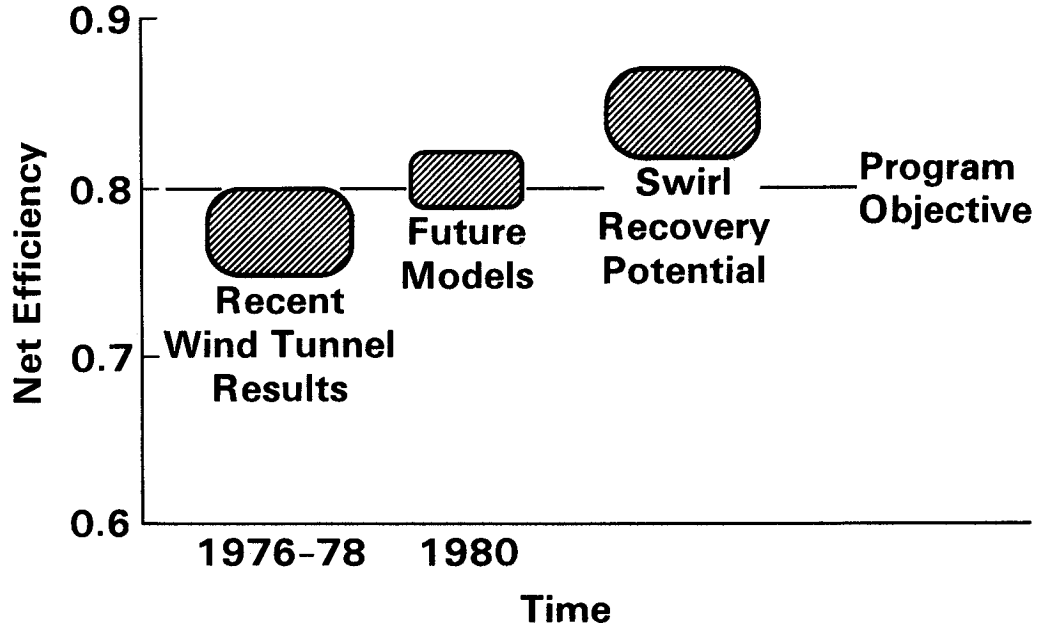 0.9
0.8
0.7
0.6
Net Efficiency
Recent
Wind Tunnel
Results
Future
Models
Swirl
Recovery
Potential
Program
Objective
1976–78
1980
Time